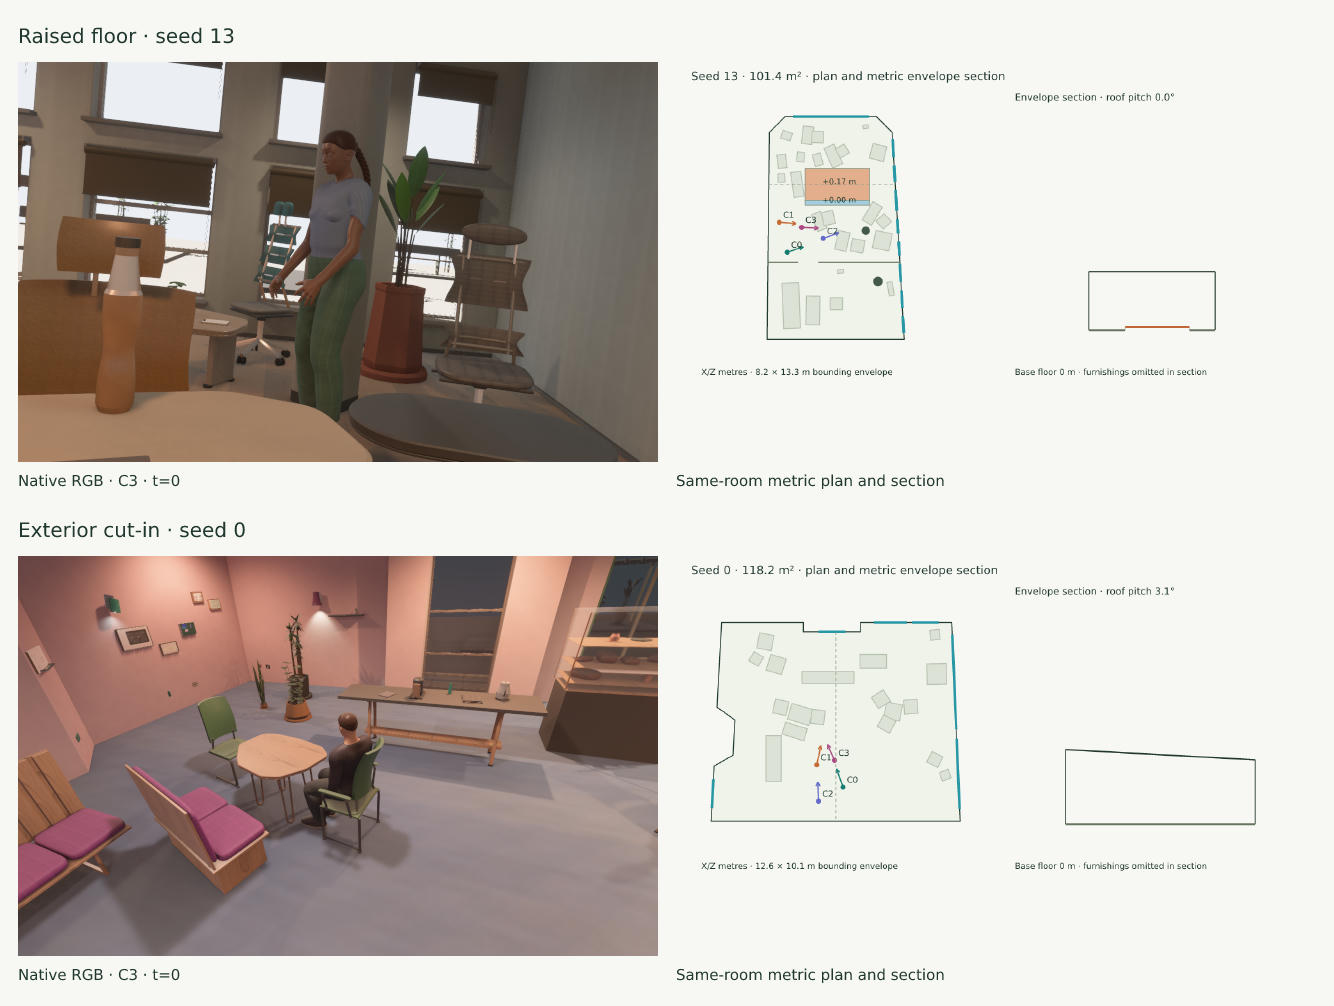 Raised floor · seed 13
Seed 13 · 101.4 m² · plan and metric envelope section
Envelope section · roof pitch 0.0°
+0.17 m
+0.00 m
C1
C3
C2
C0
X/Z metres · 8.2 × 13.3 m bounding envelope
Base floor 0 m · furnishings omitted in section
Native RGB · C3 · t=0
Same-room metric plan and section
Exterior cut-in · seed 0
Seed 0 · 118.2 m² · plan and metric envelope section
Envelope section · roof pitch 3.1°
C1
C3
C0
C2
X/Z metres · 12.6 × 10.1 m bounding envelope
Base floor 0 m · furnishings omitted in section
Native RGB · C3 · t=0
Same-room metric plan and section